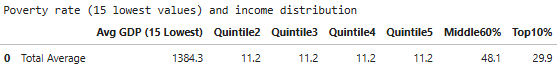 Poverty rate (15 lowest values) and income distribution
Avg GDP (15 Lowest) Quintile2 Quintile3 Quintile4 Quintile5 Middle60% Top10%
0 Total Average 1384.3 11.2 11.2 11.2 11.2 48.1 29.9